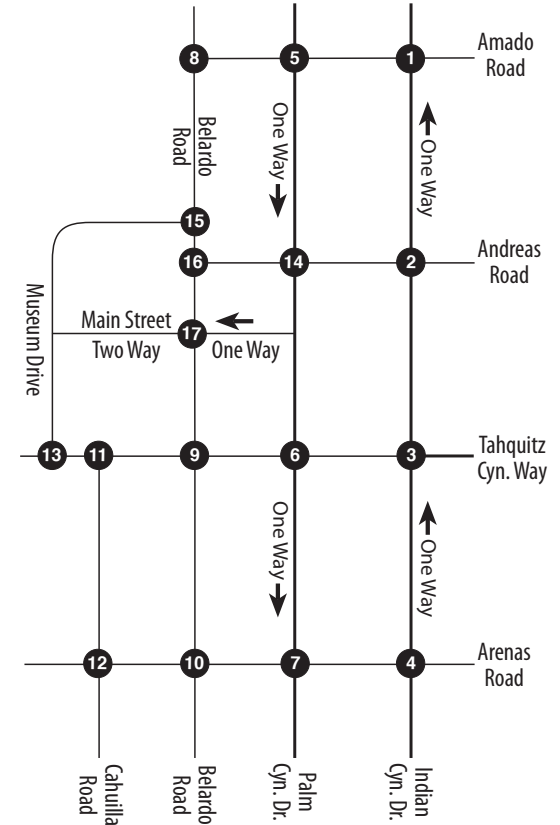 8
5
1
Amado
Road
One Way
One Way
Belardo
Road
15
16
14
2
Andreas
Road
Museum Drive
Main Street
Two Way
17
One Way
13
11
9
6
3
Tahquitz
Cyn. Way
One Way
One Way
12
10
7
4
Arenas
Road
Cahuilla
Road
Belardo
Road
Palm
Cyn. Dr.
Indian
Cyn. Dr.